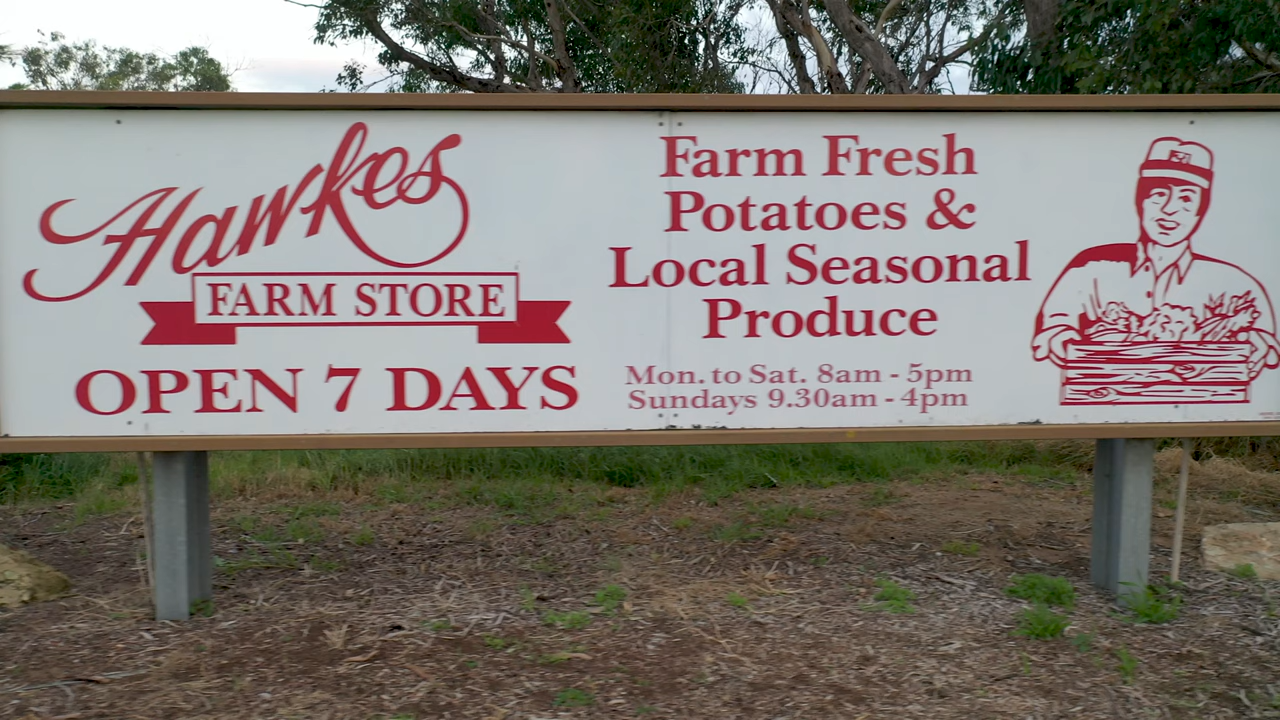 Hawkes
FARM STORE
OPEN 7 DAYS
Farm Fresh
Potatoes &
Local Seasonal
Produce
Mon. to Sat. 8am - 5pm
Sundays 9.30am - 4pm